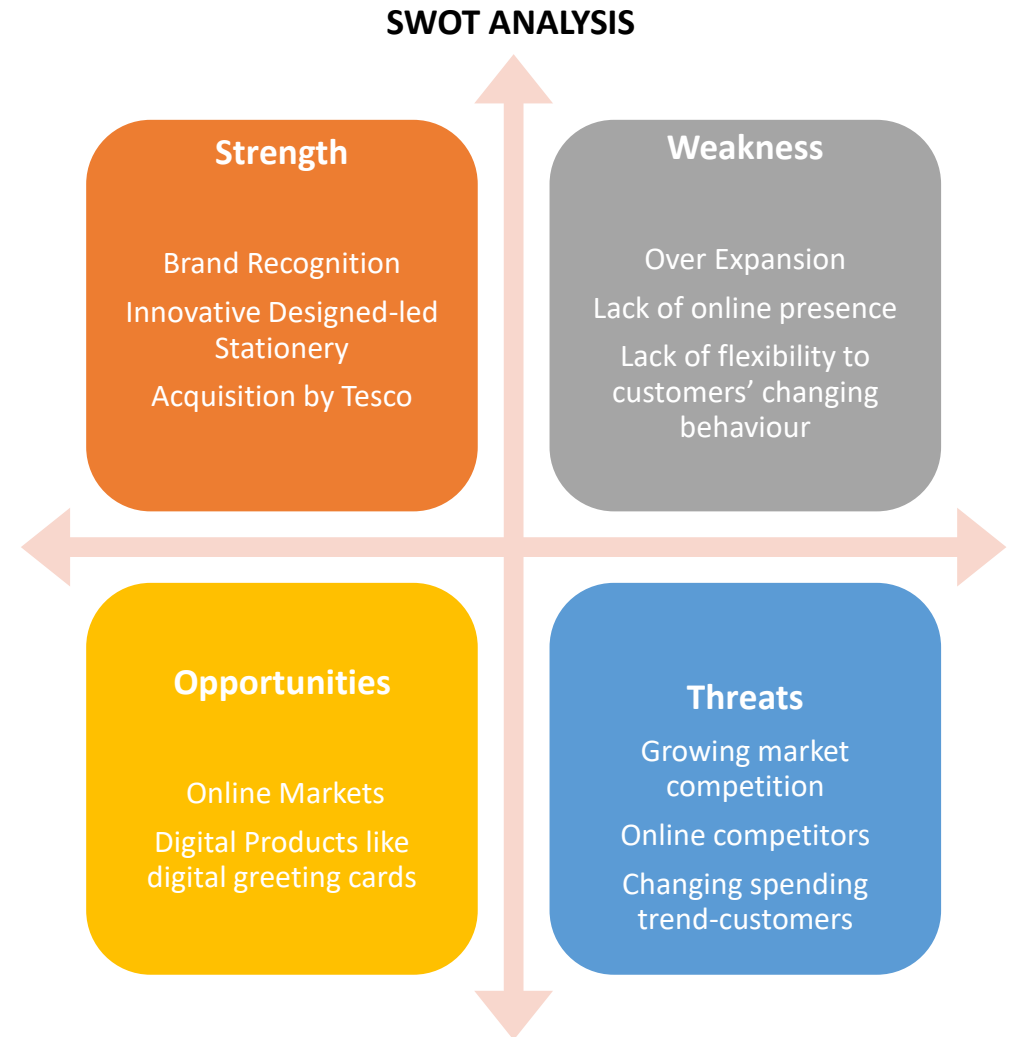 SWOT ANALYSIS
Strength
Brand Recognition
Innovative Designed-led
Stationery
Acquisition by Tesco
Weakness
Over Expansion
Lack of online presence
Lack of flexibility to
customers’ changing
behaviour
Opportunities
Online Markets
Digital Products like
digital greeting cards
Threats
Growing market
competition
Online competitors
Changing spending
trend-customers